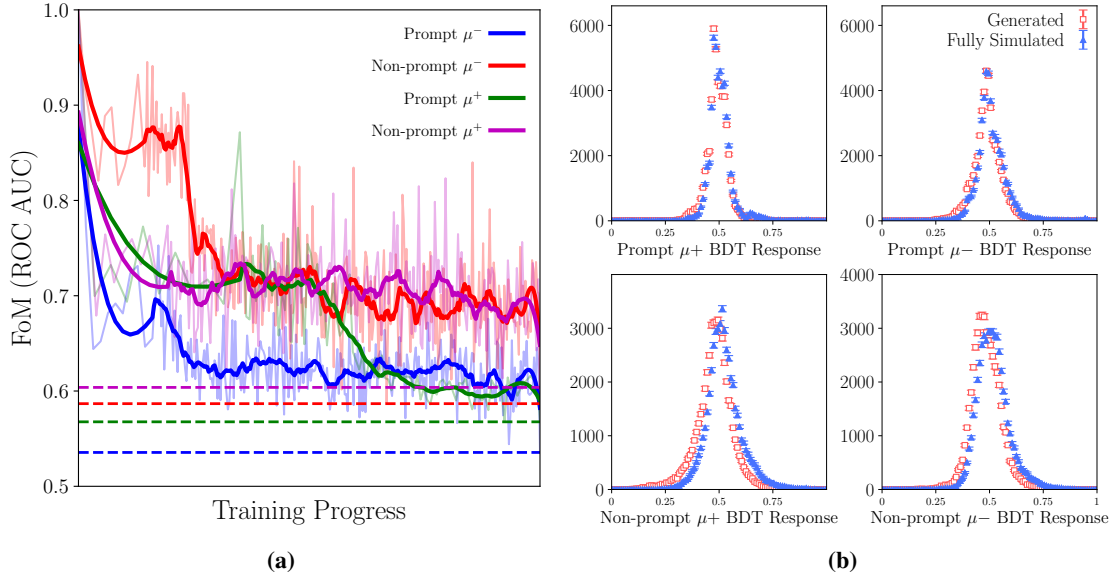 1.0
0.9
0.8
0.7
0.6
0.5
FoM (ROC AUC)
Training Progress
Prompt μ⁻
Non-prompt μ⁻
Prompt μ⁺
Non-prompt μ⁺
(a)
6000
4000
2000
0
0 0.25 0.5 0.75
Prompt μ+ BDT Response
Generated
Fully Simulated
6000
4000
2000
0
0 0.25 0.5 0.75 1
Prompt μ− BDT Response
4000
3000
2000
1000
0
0 0.25 0.5 0.75
Non-prompt μ+ BDT Response
4000
3000
2000
1000
0
0 0.25 0.5 0.75 1
Non-prompt μ− BDT Response
(b)